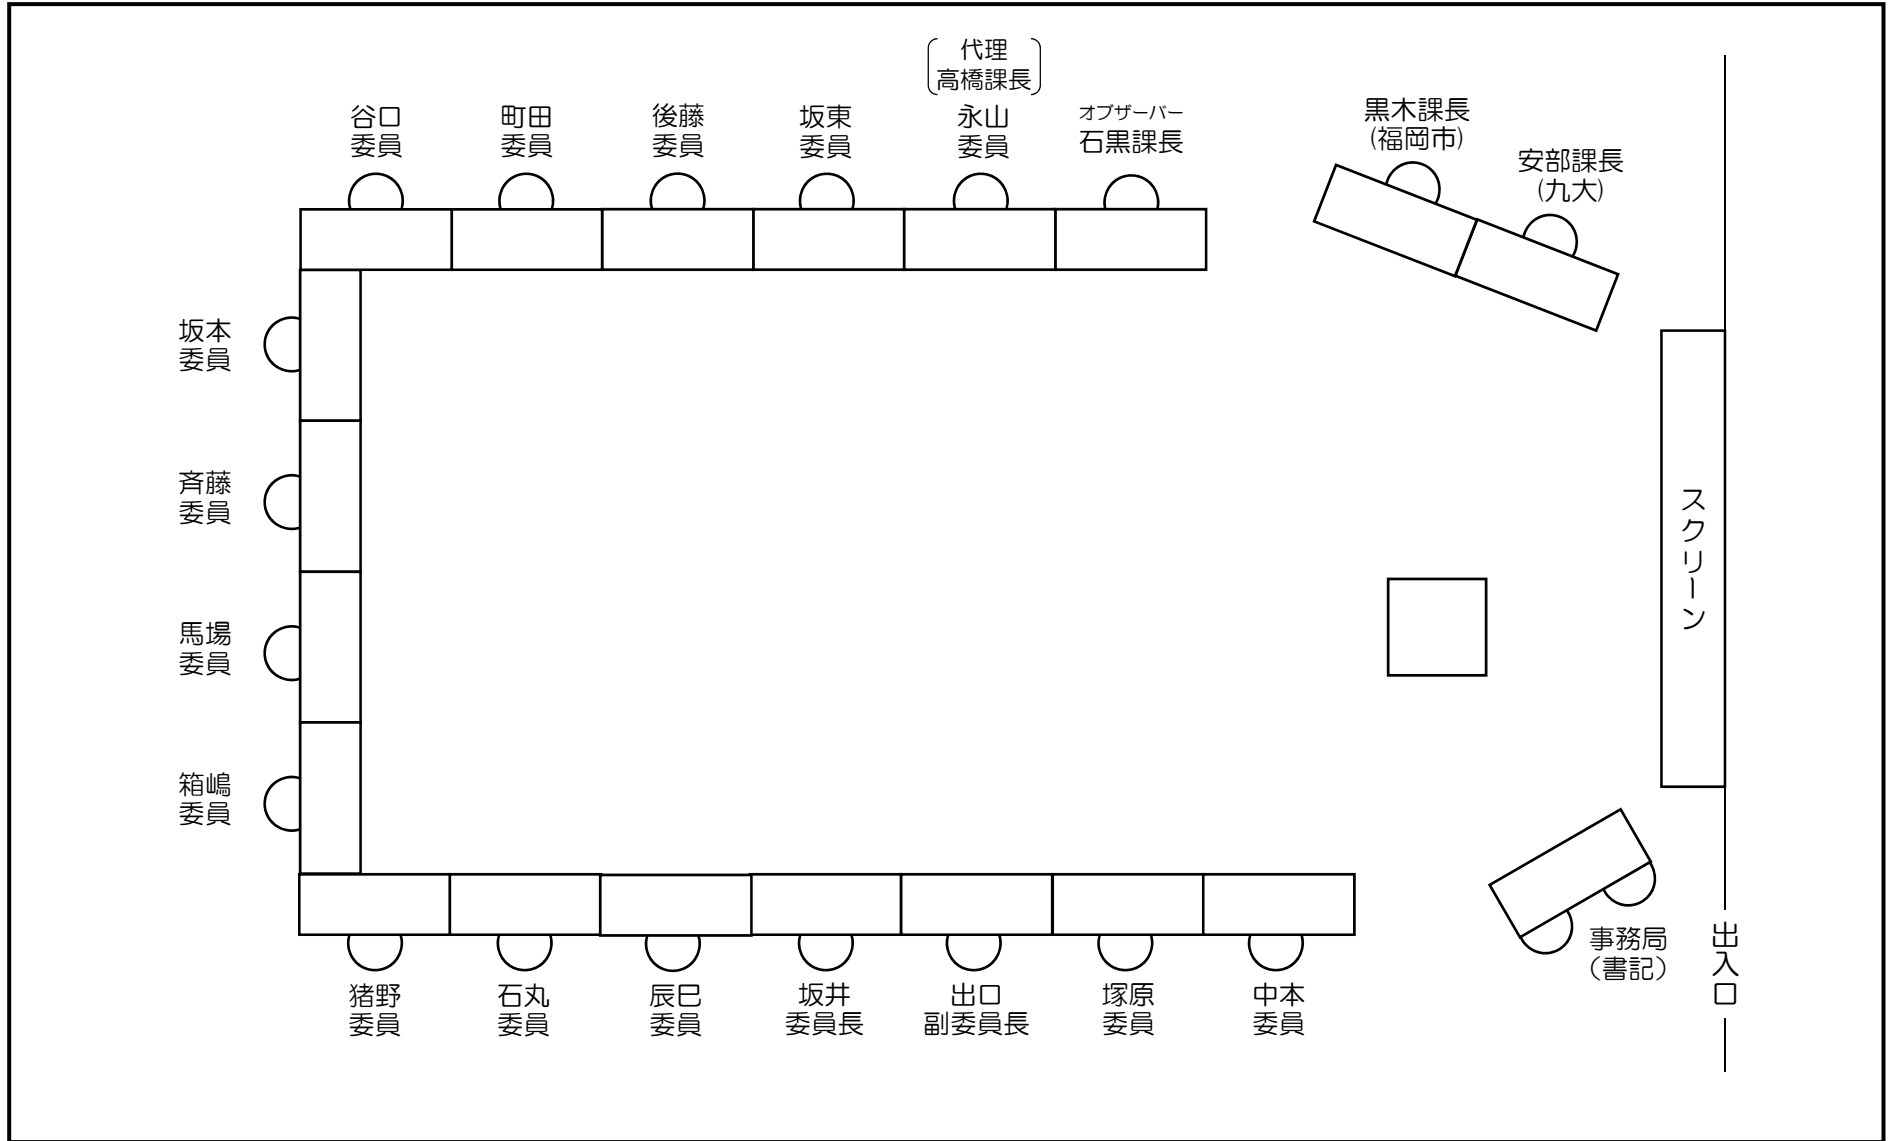 代理
高橋課長
谷口
委員
町田
委員
後藤
委員
坂東
委員
永山
委員
オブザーバー
石黒課長
黒木課長
(福岡市)
安部課長
(九大)
坂本
委員
斉藤
委員
馬場
委員
箱嶋
委員
スクリーン
猪野
委員
石丸
委員
辰巳
委員
坂井
委員長
出口
副委員長
塚原
委員
中本
委員
事務局
（書記）
出入口